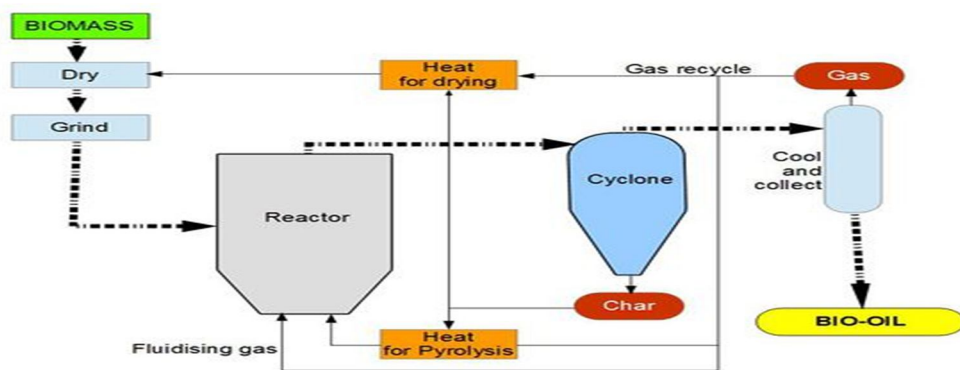 BIOMASS
Dry
Grind
Heat
for drying
Gas recycle
Gas
Reactor
Cyclone
Cool
and
collect
Char
Heat
for Pyrolysis
Fluidising gas
BIO-OIL